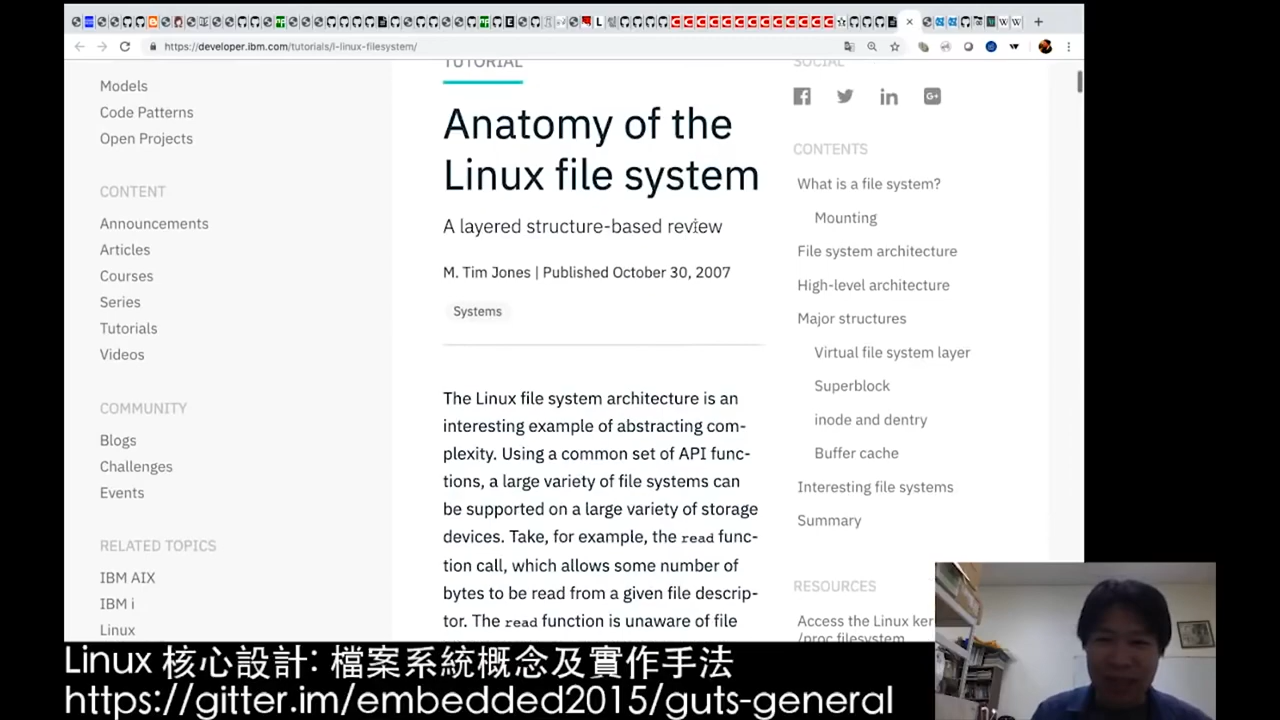 https://developer.ibm.com/tutorials/l-linux-filesystem/
Models
Code Patterns
Open Projects
CONTENT
Announcements
Articles
Courses
Series
Tutorials
Videos
COMMUNITY
Blogs
Challenges
Events
RELATED TOPICS
IBM AIX
IBM i
Linux
TUTORIAL
Anatomy of the
Linux file system
A layered structure-based review
M. Tim Jones | Published October 30, 2007
Systems
The Linux file system architecture is an
interesting example of abstracting com-
plexity. Using a common set of API func-
tions, a large variety of file systems can
be supported on a large variety of storage
devices. Take, for example, the read func-
tion call, which allows some number of
bytes to be read from a given file descrip-
tor. The read function is unaware of file
SOCIAL
CONTENTS
What is a file system?
Mounting
File system architecture
High-level architecture
Major structures
Virtual file system layer
Superblock
inode and dentry
Buffer cache
Interesting file systems
Summary
RESOURCES
Access the Linux ker
/proc filesystem
Linux 核心設計: 檔案系統概念及實作手法
https://gitter.im/embedded2015/guts-general